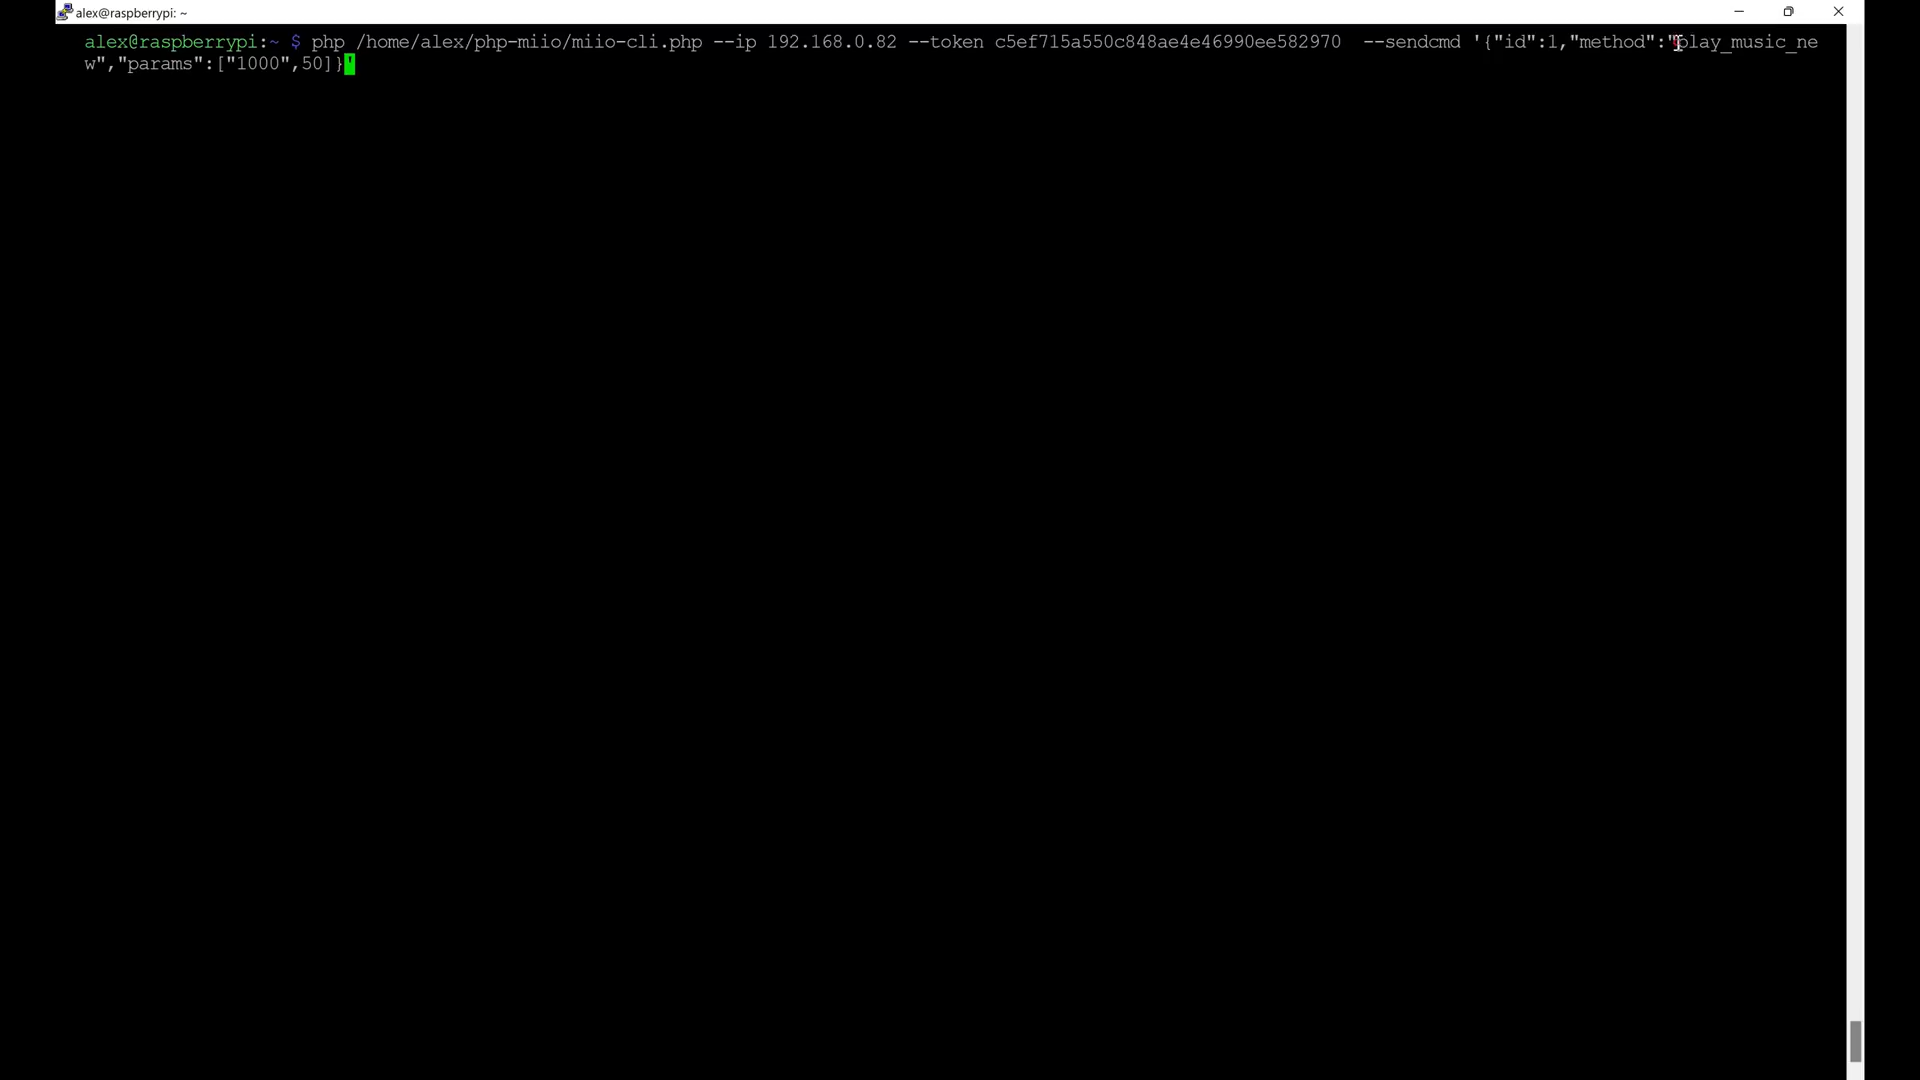 alex@raspberrypi: ~
alex@raspberrypi:~ $ php /home/alex/php-miio/miio-cli.php --ip 192.168.0.82 --token c5ef715a550c848ae4e46990ee582970  --sendcmd '{"id":1,"method":"play_music_ne
w","params":["1000",50]}'